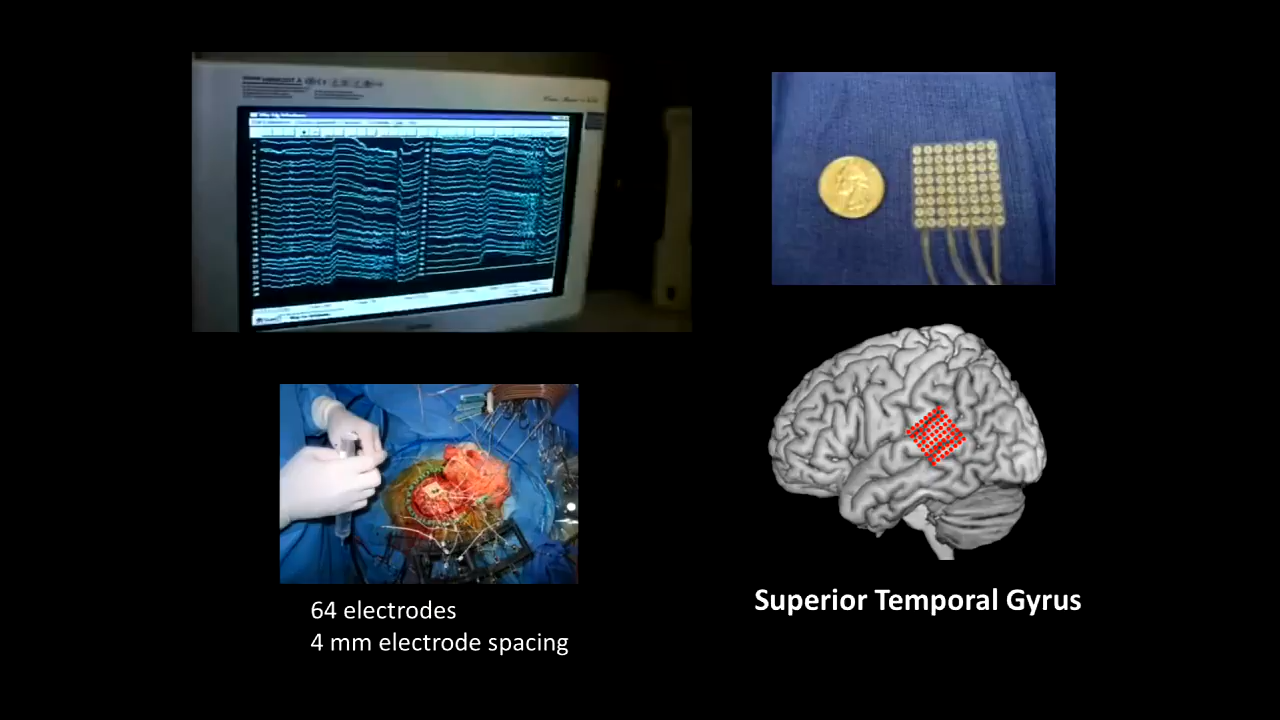 64 electrodes
4 mm electrode spacing
Superior Temporal Gyrus